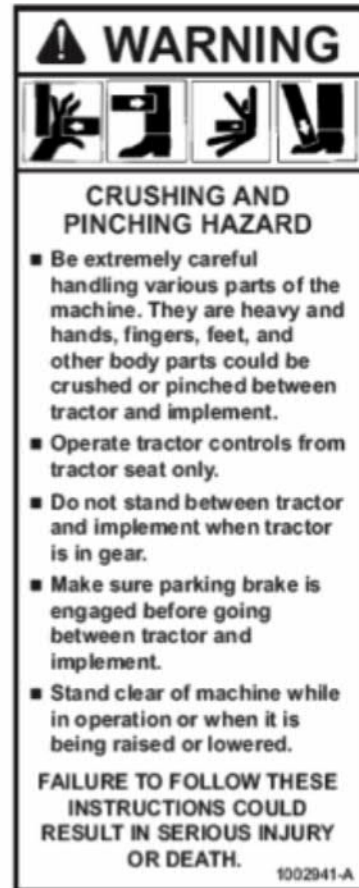 WARNING
CRUSHING AND
PINCHING HAZARD
■ Be extremely careful
handling various parts of the
machine. They are heavy and
hands, fingers, feet, and
other body parts could be
crushed or pinched between
tractor and implement.
■ Operate tractor controls from
tractor seat only.
■ Do not stand between tractor
and implement when tractor
is in gear.
■ Make sure parking brake is
engaged before going
between tractor and
implement.
■ Stand clear of machine while
in operation or when it is
being raised or lowered.
FAILURE TO FOLLOW THESE
INSTRUCTIONS COULD
RESULT IN SERIOUS INJURY
OR DEATH.
1002941-A